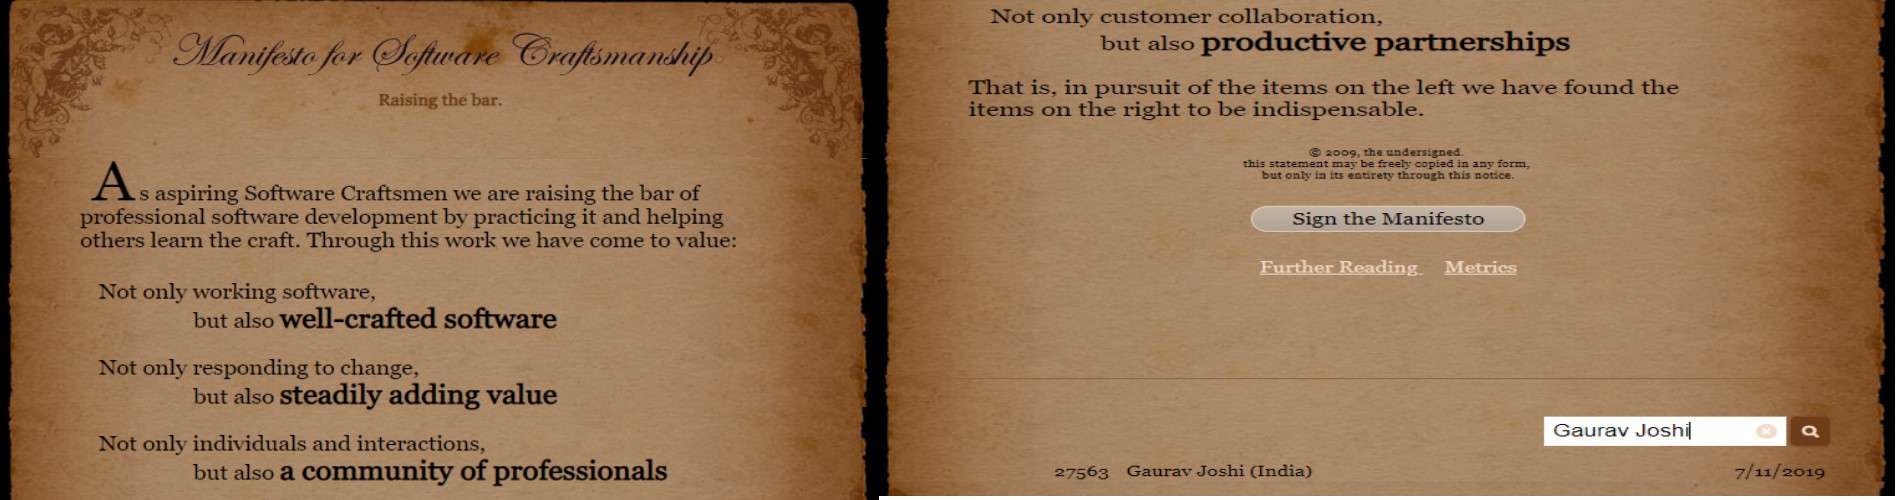 Manifesto for Software Craftsmanship
Raising the bar.
As aspiring Software Craftsmen we are raising the bar of
professional software development by practicing it and helping
others learn the craft. Through this work we have come to value:
Not only working software,
but also well-crafted software
Not only responding to change,
but also steadily adding value
Not only individuals and interactions,
but also a community of professionals
Not only customer collaboration,
but also productive partnerships
That is, in pursuit of the items on the left we have found the
items on the right to be indispensable.
© 2009, the undersigned.
this statement may be freely copied in any form,
but only in its entirety through this notice.
Sign the Manifesto
Further Reading Metrics
Gaurav Joshi
27563 Gaurav Joshi (India) 7/11/2019